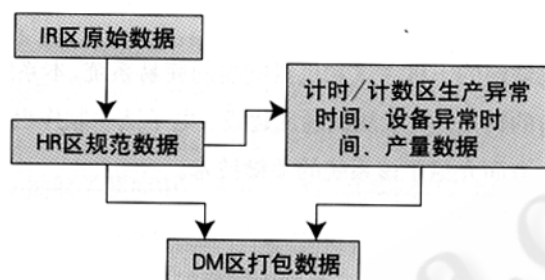 IR区原始数据
计时/计数区生产异常
时间、设备异常时
间、产量数据
HR区规范数据
DM区打包数据